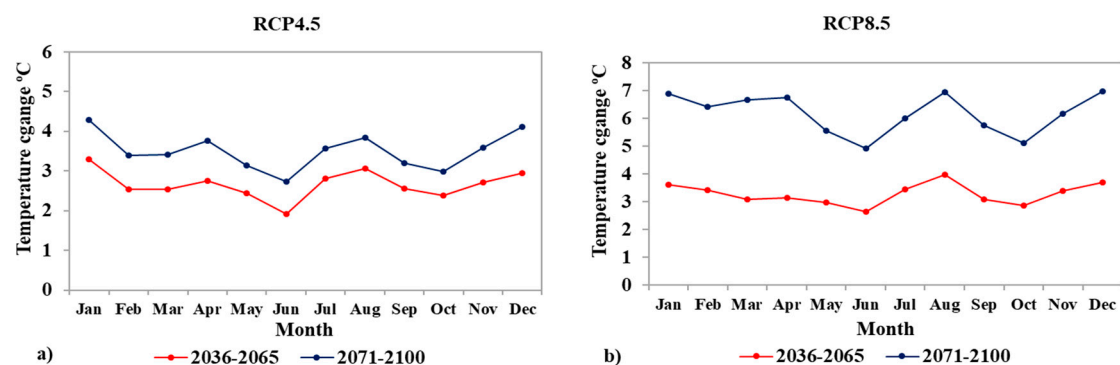 RCP4.5
Temperature cgange ºC
6
5
4
3
2
1
0
Jan Feb Mar Apr May Jun Jul Aug Sep Oct Nov Dec
Month
a)
2036-2065 2071-2100
RCP8.5
Temperature cgange ºC
8
7
6
5
4
3
2
1
0
Jan Feb Mar Apr May Jun Jul Aug Sep Oct Nov Dec
Month
b)
2036-2065 2071-2100